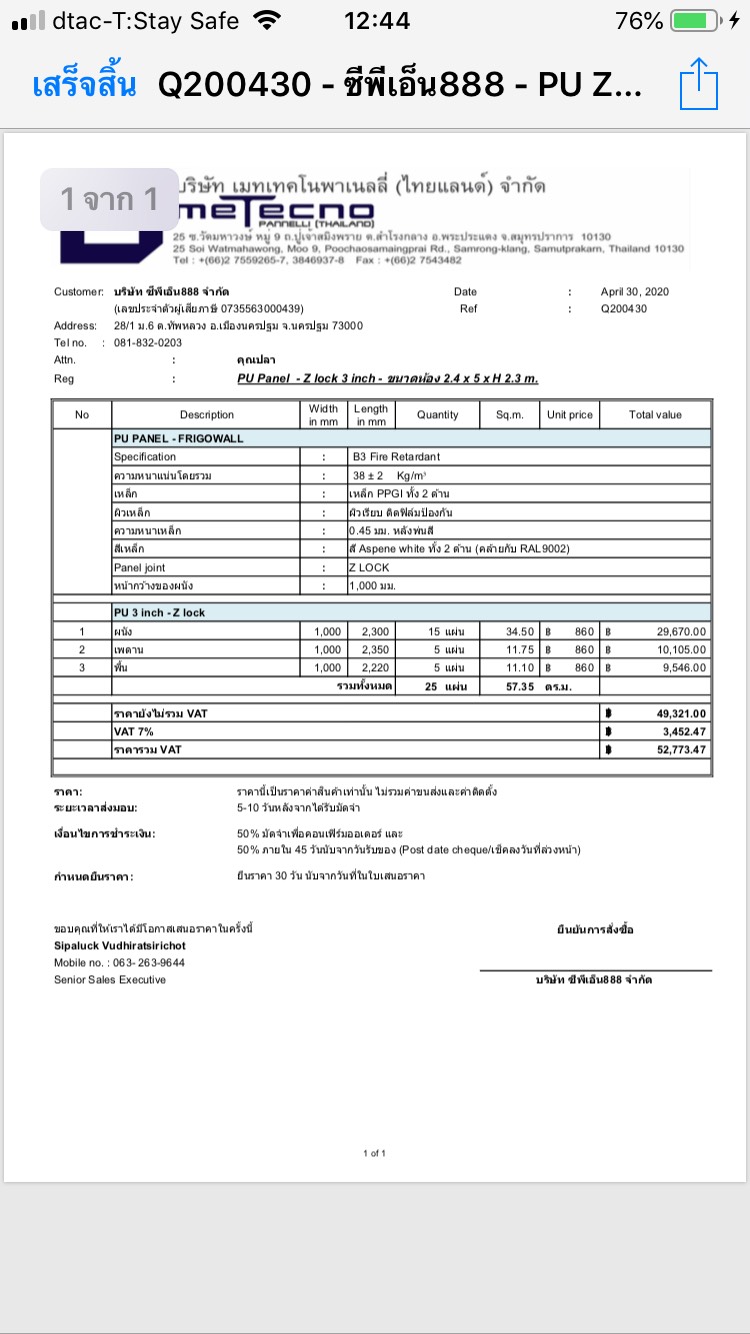 dtac-T:Stay Safe 12:44 76%
เสร็จสิ้น Q200430 - ซีพีเอ็น888 - PU Z...
1 จาก 1
บริษัท เมทเทคโนพาเนลลี่ (ไทยแลนด์) จำกัด
meTecno
PANNELLI (THAILAND)
25 ซ.วัดมหาวงษ์ หมู่ 9 ถ.ปู่เจ้าสมิงพราย ต.สำโรงกลาง อ.พระประแดง จ.สมุทรปราการ 10130
25 Soi Watmahawong, Moo 9, Poochaosamaingprai Rd., Samrong-klang, Samutprakarn, Thailand 10130
Tel : +(66)2 7559265-7, 3846937-8 Fax : +(66)2 7543482
Customer: บริษัท ซีพีเอ็น888 จำกัด Date : April 30, 2020
(เลขประจำตัวผู้เสียภาษี 0735563000439) Ref : Q200430
Address: 28/1 ม.6 ต.ทัพหลวง อ.เมืองนครปฐม จ.นครปฐม 73000
Tel no. : 081-832-0203
Attn. : คุณปลา
Reg : PU Panel - Z lock 3 inch - ขนาดห้อง 2.4 x 5 x H 2.3 m.
No Description Width in mm Length in mm Quantity Sq.m. Unit price Total value
PU PANEL - FRIGOWALL
Specification : B3 Fire Retardant
ความหนาแน่นโดยรวม : 38 ± 2 Kg/m³
เหล็ก : เหล็ก PPGI ทั้ง 2 ด้าน
ผิวเหล็ก : ผิวเรียบ ติดฟิล์มป้องกัน
ความหนาเหล็ก : 0.45 มม. หลังพ่นสี
สีเหล็ก : สี Aspene white ทั้ง 2 ด้าน (คล้ายกับ RAL9002)
Panel joint : Z LOCK
หน้ากว้างของผนัง : 1,000 มม.
PU 3 inch - Z lock
1 ผนัง 1,000 2,300 15 แผ่น 34.50 ฿ 860 ฿ 29,670.00
2 เพดาน 1,000 2,350 5 แผ่น 11.75 ฿ 860 ฿ 10,105.00
3 พื้น 1,000 2,220 5 แผ่น 11.10 ฿ 860 ฿ 9,546.00
รวมทั้งหมด 25 แผ่น 57.35 ตร.ม.
ราคายังไม่รวม VAT ฿ 49,321.00
VAT 7% ฿ 3,452.47
ราคารวม VAT ฿ 52,773.47
ราคา: ราคานี้เป็นราคาค่าสินค้าเท่านั้น ไม่รวมค่าขนส่งและค่าติดตั้ง
ระยะเวลาส่งมอบ: 5-10 วันหลังจากได้รับมัดจำ
เงื่อนไขการชำระเงิน: 50% มัดจำเพื่อคอนเฟิร์มออเดอร์ และ
50% ภายใน 45 วันนับจากวันรับของ (Post date cheque/เช็คลงวันที่ล่วงหน้า)
กำหนดยืนราคา: ยืนราคา 30 วัน นับจากวันที่ในใบเสนอราคา
ขอบคุณที่ให้เราได้มีโอกาสเสนอราคาในครั้งนี้ ยืนยันการสั่งซื้อ
Sipaluck Vudhiratsirichot
Mobile no. : 063- 263-9644
Senior Sales Executive บริษัท ซีพีเอ็น888 จำกัด
1 of 1